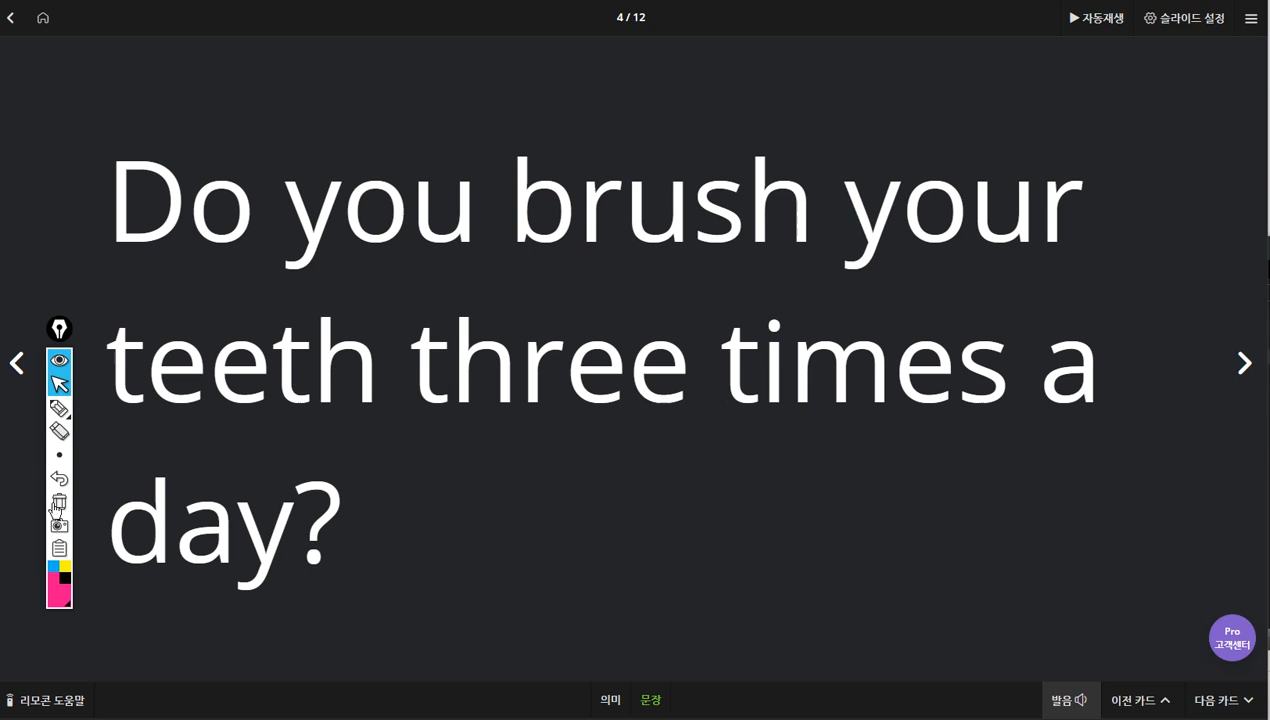 4 / 12
자동재생
슬라이드 설정
Do you brush your
teeth three times a
day?
Pro
고객센터
리모콘 도움말
의미
문장
발음
이전 카드
다음 카드